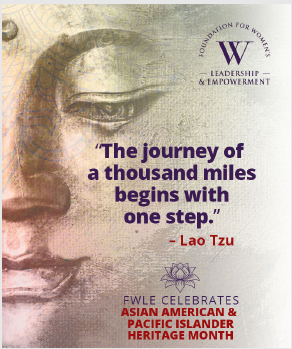 FOUNDATION FOR WOMEN'S
W
LEADERSHIP
& EMPOWERMENT
“The journey of
a thousand miles
begins with
one step.”
– Lao Tzu
FWLE CELEBRATES
ASIAN AMERICAN &
PACIFIC ISLANDER
HERITAGE MONTH